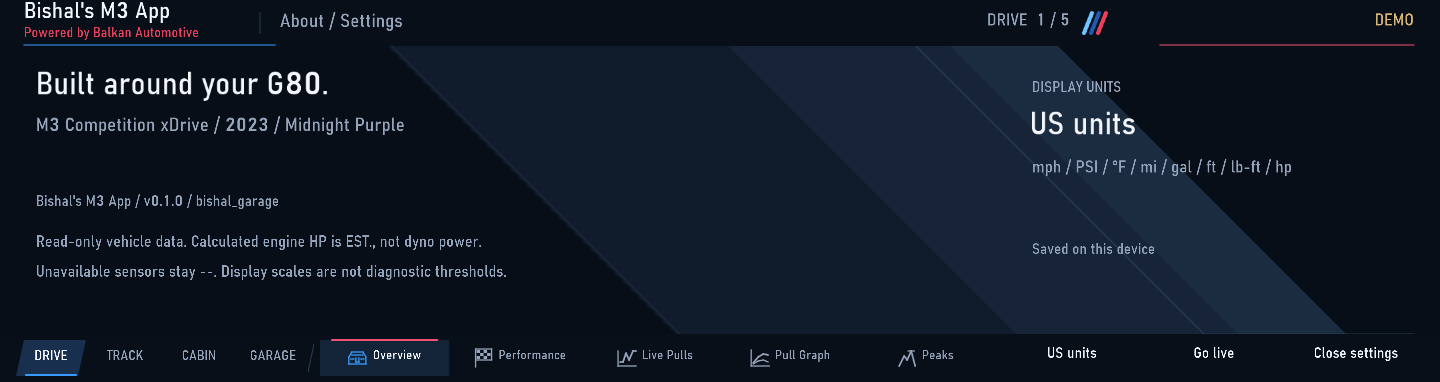 Bishal's M3 App
Powered by Balkan Automotive
About / Settings
DRIVE 1 / 5
DEMO
Built around your G80.
M3 Competition xDrive / 2023 / Midnight Purple
Bishal's M3 App / v0.1.0 / bishal_garage
Read-only vehicle data. Calculated engine HP is EST., not dyno power.
Unavailable sensors stay --. Display scales are not diagnostic thresholds.
DISPLAY UNITS
US units
mph / PSI / °F / mi / gal / ft / lb-ft / hp
Saved on this device
DRIVE TRACK CABIN GARAGE Overview Performance Live Pulls Pull Graph Peaks US units Go live Close settings